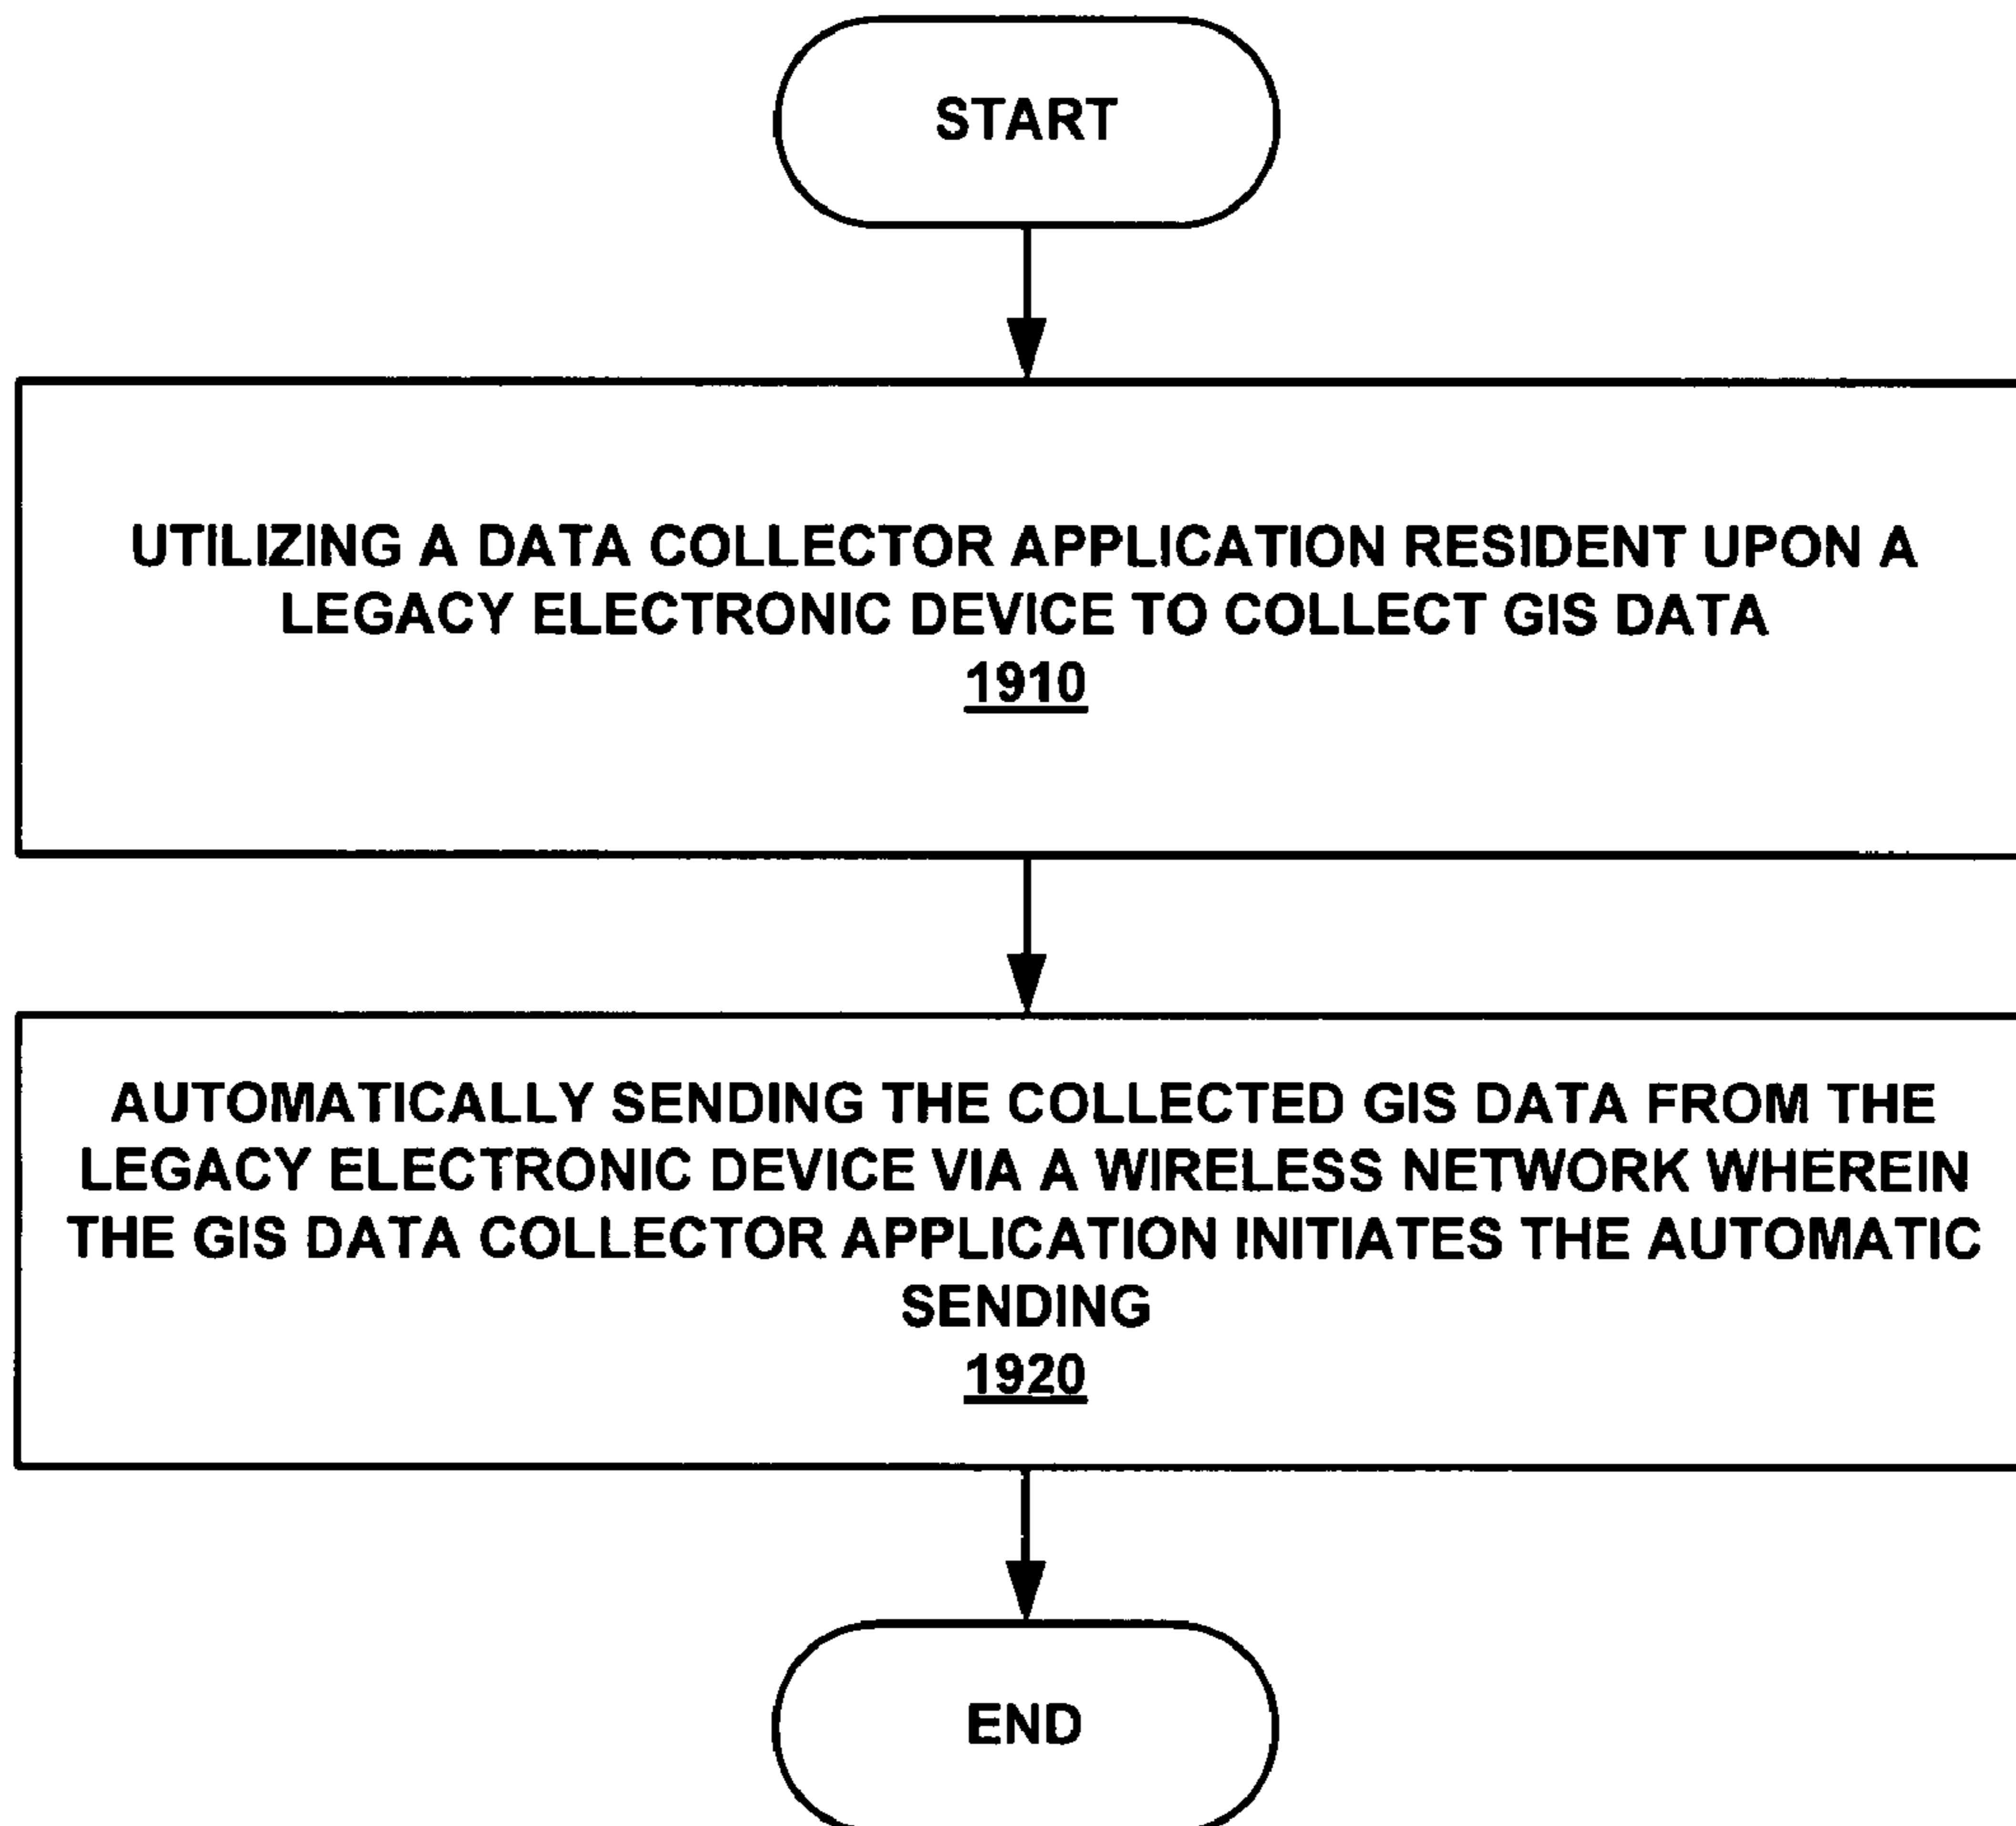 START
UTILIZING A DATA COLLECTOR APPLICATION RESIDENT UPON A
LEGACY ELECTRONIC DEVICE TO COLLECT GIS DATA
1910
AUTOMATICALLY SENDING THE COLLECTED GIS DATA FROM THE
LEGACY ELECTRONIC DEVICE VIA A WIRELESS NETWORK WHEREIN
THE GIS DATA COLLECTOR APPLICATION INITIATES THE AUTOMATIC
SENDING
1920
END